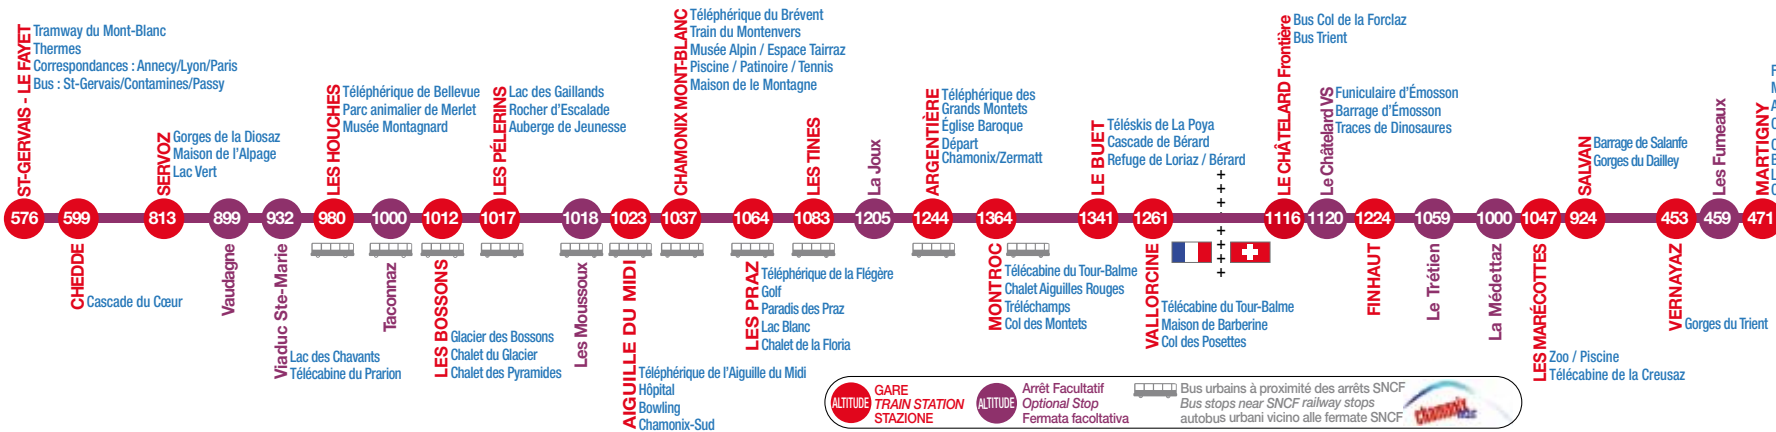 ST-GERVAIS - LE FAYET
Tramway du Mont-Blanc
Thermes
Correspondances : Annecy/Lyon/Paris
Bus : St-Gervais/Contamines/Passy
576
599
CHEDDE
Cascade du Cœur
SERVOZ
Gorges de la Diosaz
Maison de l'Alpage
Lac Vert
813
899
Vaudagne
932
Viaduc Ste-Marie
Lac des Chavants
Télécabine du Prarion
LES HOUCHES
Téléphérique de Bellevue
Parc animalier de Merlet
Musée Montagnard
980
1000
Taconnaz
1012
LES BOSSONS
Glacier des Bossons
Chalet du Glacier
Chalet des Pyramides
LES PÉLERINS
Lac des Gaillands
Rocher d'Escalade
Auberge de Jeunesse
1017
1018
Les Moussoux
1023
AIGUILLE DU MIDI
Téléphérique de l'Aiguille du Midi
Hôpital
Bowling
Chamonix-Sud
CHAMONIX MONT-BLANC
Téléphérique du Brévent
Train du Montenvers
Musée Alpin / Espace Tairraz
Piscine / Patinoire / Tennis
Maison de le Montagne
1037
1064
LES PRAZ
Téléphérique de la Flégère
Golf
Paradis des Praz
Lac Blanc
Chalet de la Floria
LES TINES
1083
La Joux
1205
ARGENTIÈRE
Téléphérique des
Grands Montets
Église Baroque
Départ
Chamonix/Zermatt
1244
1364
MONTROC
Télécabine du Tour-Balme
Chalet Aiguilles Rouges
Tréléchamps
Col des Montets
LE BUET
Téléskis de La Poya
Cascade de Bérard
Refuge de Loriaz / Bérard
1341
1261
VALLORCINE
Télécabine du Tour-Balme
Maison de Barberine
Col des Posettes
LE CHÂTELARD Frontière
Bus Col de la Forclaz
Bus Trient
1116
Le Châtelard VS
Funiculaire d'Émosson
Barrage d'Émosson
Traces de Dinosaures
1120
1224
FINHAUT
1059
Le Trétien
1000
La Médettaz
1047
LES MARÉCOTTES
Zoo / Piscine
Télécabine de la Creusaz
SALVAN
Barrage de Salanfe
Gorges du Dailley
924
453
VERNAYAZ
Gorges du Trient
Les Fumeaux
459
MARTIGNY
471
ALTITUDE
GARE
TRAIN STATION
STAZIONE
ALTITUDE
Arrêt Facultatif
Optional Stop
Fermata facoltativa
Bus urbains à proximité des arrêts SNCF
Bus stops near SNCF railway stops
autobus urbani vicino alle fermate SNCF
chamonix